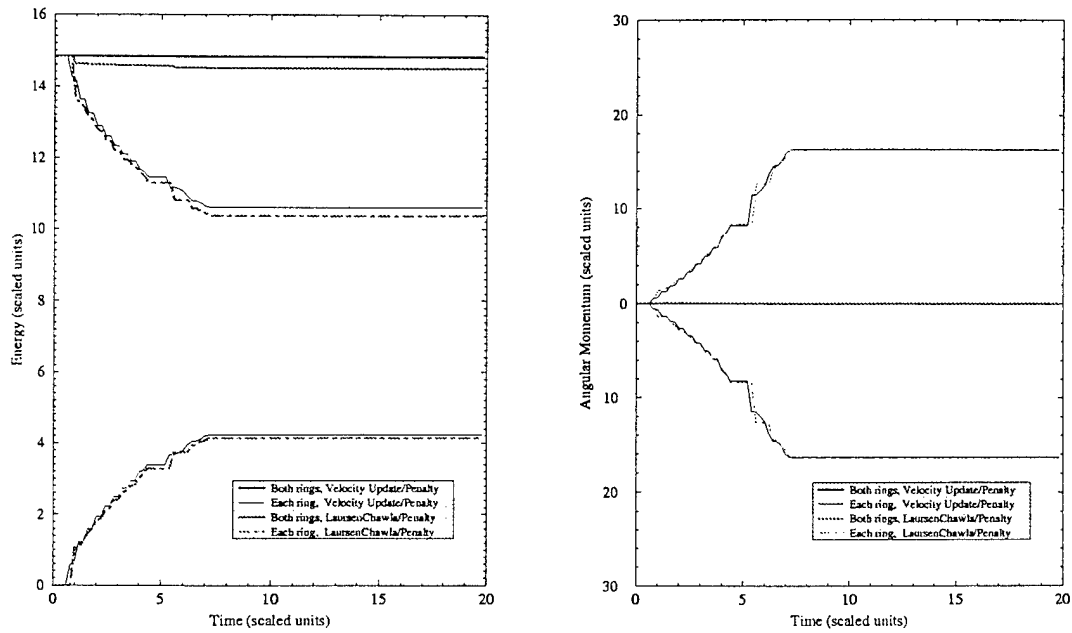 16
14
12
10
8
6
4
2
0
Energy (scaled units)
0 5 10 15 20
Time (scaled units)
Both rings, Velocity Update/Penalty
Each ring, Velocity Update/Penalty
Both rings, LaursenChawla/Penalty
Each ring, LaursenChawla/Penalty
30
20
10
0
10
20
30
Angular Momentum (scaled units)
0 5 10 15 20
Time (scaled units)
Both rings, Velocity Update/Penalty
Each ring, Velocity Update/Penalty
Both rings, LaursenChawla/Penalty
Each ring, LaursenChawla/Penalty